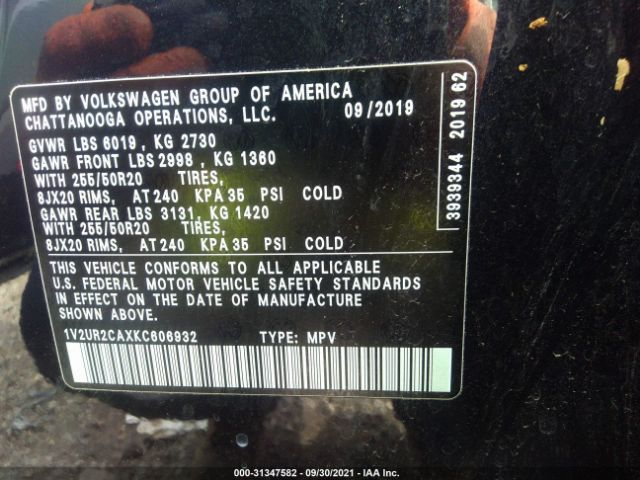 MFD BY VOLKSWAGEN GROUP OF AMERICA
CHATTANOOGA OPERATIONS, LLC. 09/2019
GVWR LBS 6019 , KG 2730
GAWR FRONT LBS 2998 , KG 1360
WITH 255/50R20 TIRES,
8JX20 RIMS, AT 240 KPA 35 PSI COLD
GAWR REAR LBS 3131, KG 1420
WITH 255/50R20 TIRES,
8JX20 RIMS, AT 240 KPA 35 PSI COLD
THIS VEHICLE CONFORMS TO ALL APPLICABLE
U.S. FEDERAL MOTOR VEHICLE SAFETY STANDARDS
IN EFFECT ON THE DATE OF MANUFACTURE
SHOWN ABOVE.
1V2UR2CAXKC606932 TYPE: MPV
3939344 2019 62
000-31347582 - 09/30/2021 - IAA Inc.